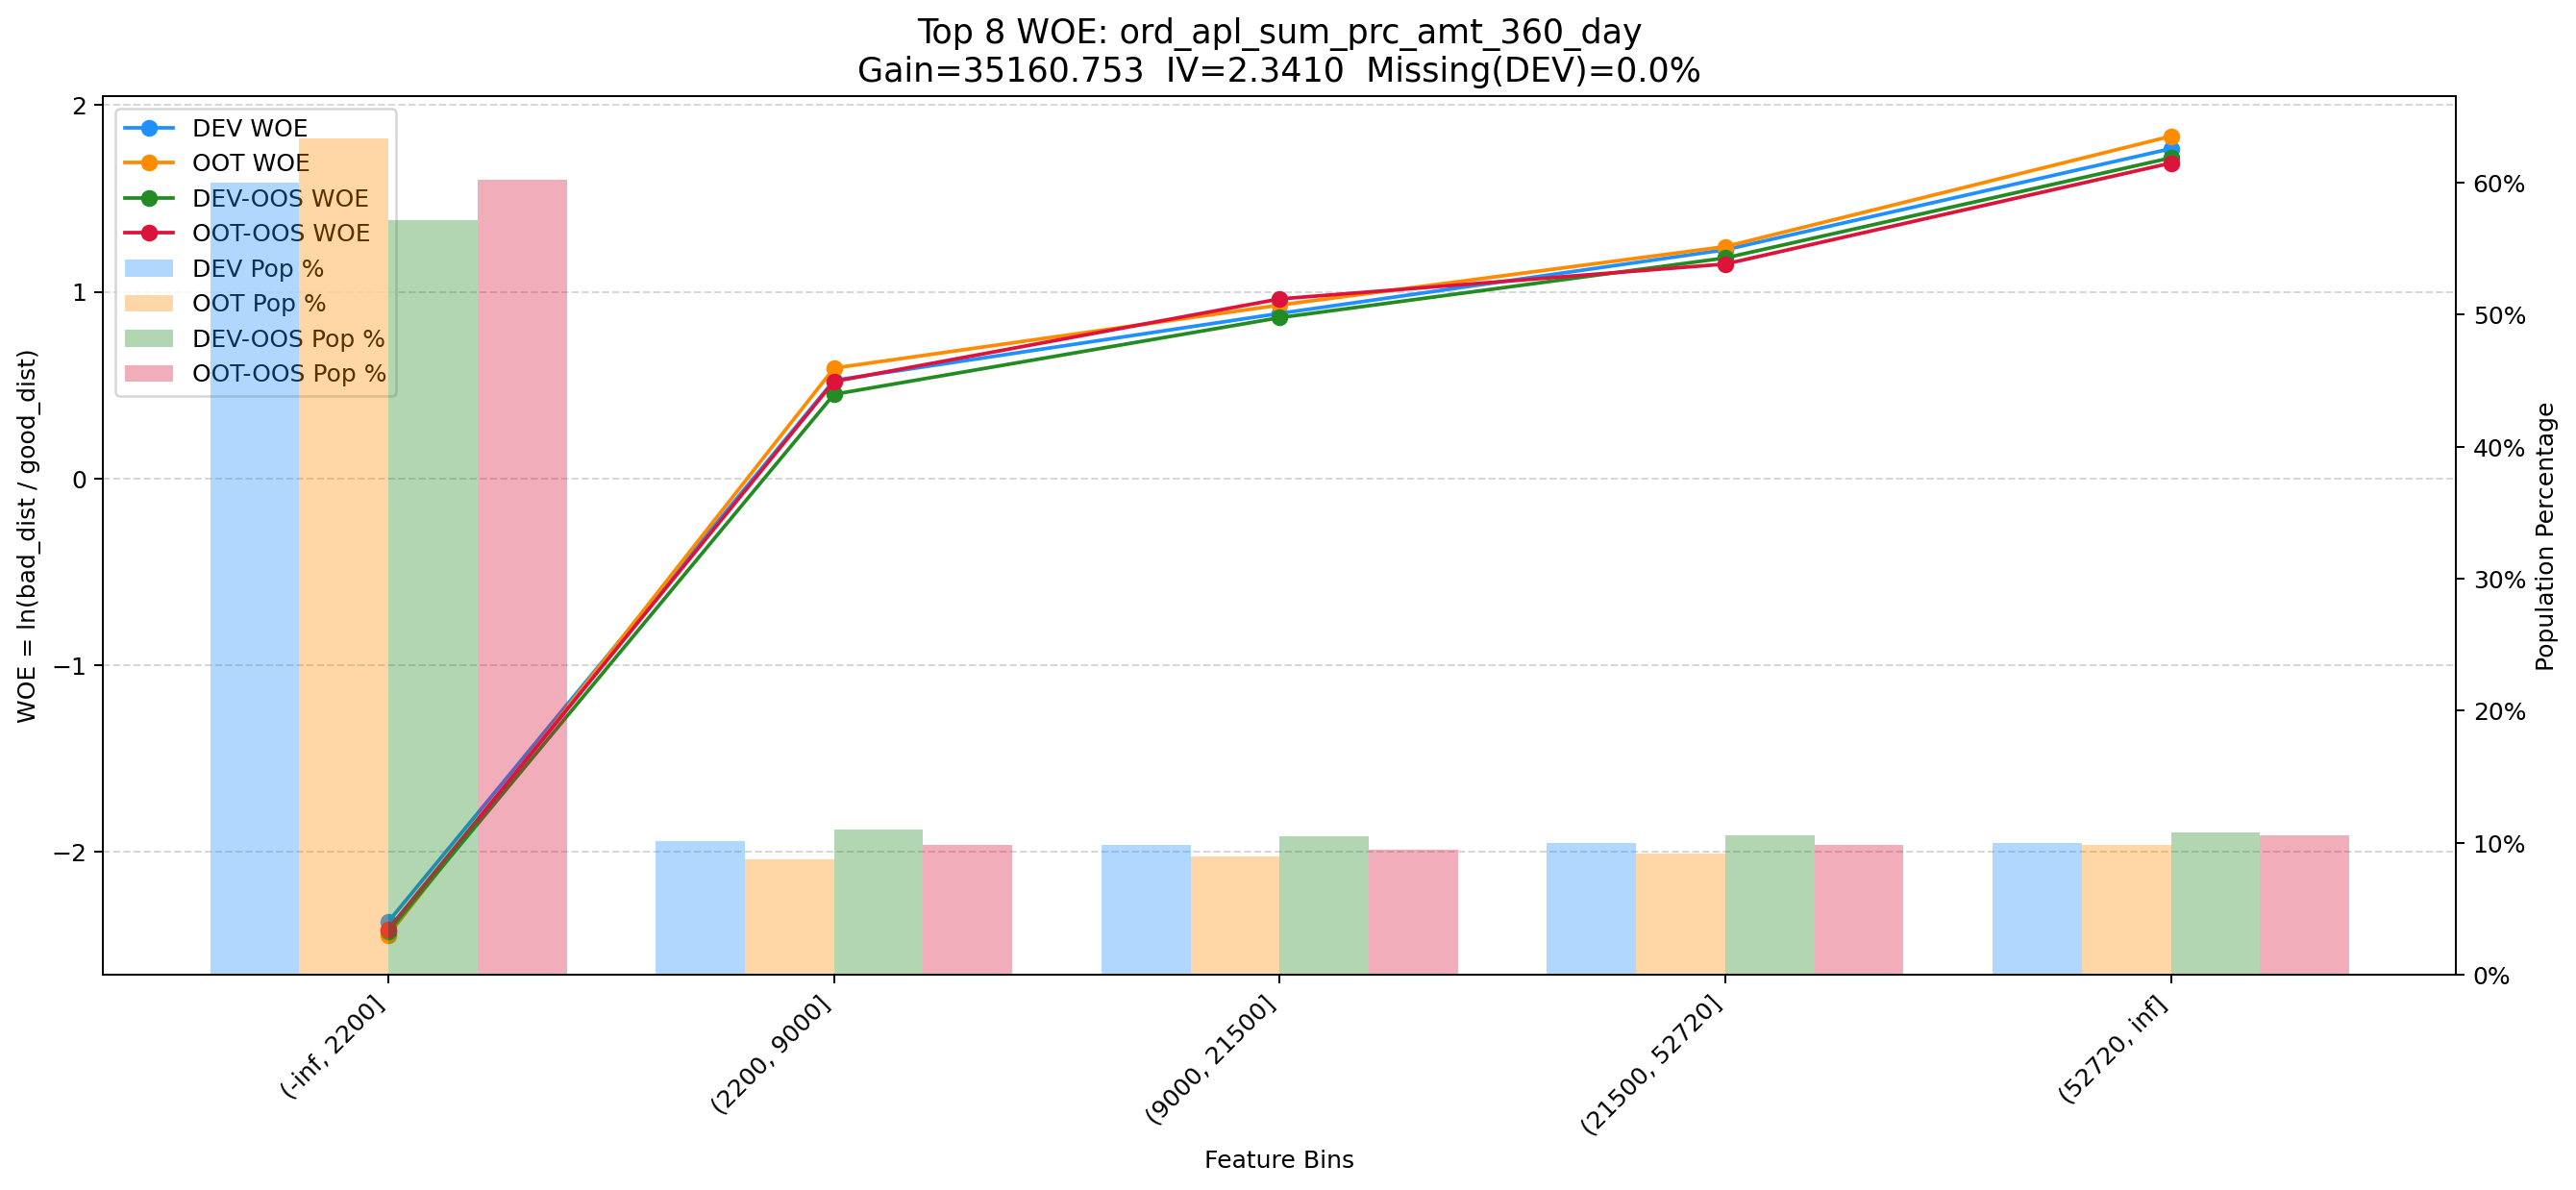 Top 8 WOE: ord_apl_sum_prc_amt_360_day
Gain=35160.753  IV=2.3410  Missing(DEV)=0.0%
DEV WOE
OOT WOE
DEV-OOS WOE
OOT-OOS WOE
DEV Pop %
OOT Pop %
DEV-OOS Pop %
OOT-OOS Pop %
WOE = ln(bad_dist / good_dist)
2
1
0
−1
−2
60%
50%
40%
30%
20%
10%
0%
Population Percentage
(-inf, 2200]
(2200, 9000]
(9000, 21500]
(21500, 52720]
(52720, inf]
Feature Bins